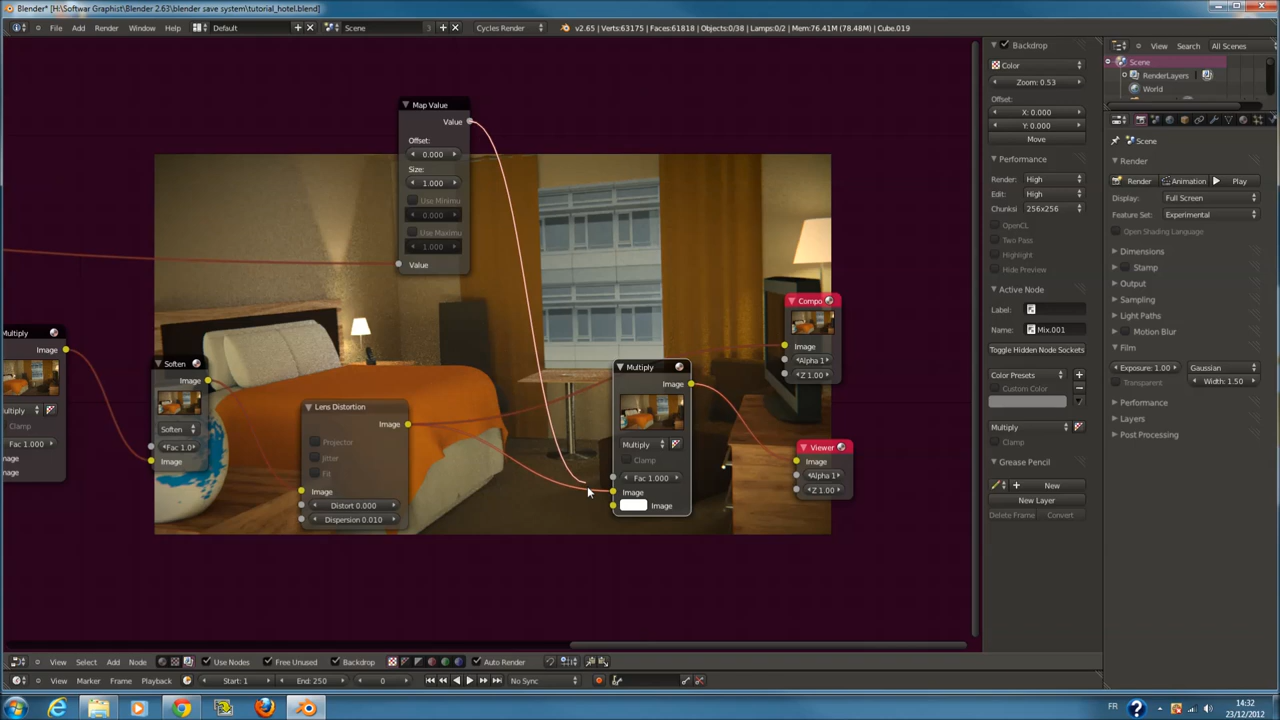 Blender* [H:\Softwar Graphist\Blender 2.63\blender save system\tutorial_hotel.blend]
File Add Render Window Help Default Scene 3 Cycles Render v2.65 | Verts:63175 | Faces:61818 | Objects:0/38 | Lamps:0/2 | Mem:76.41M (78.48M) | Cube.019
Map Value
Value
Offset:
0.000
Size:
1.000
Use Minimu
0.000
Use Maximu
1.000
Value
Multiply
Image
Clamp
Fac 1.000
Soften
Image
Soften
Fac 1.0
Image
Lens Distortion
Image
Projector
Jitter
Fit
Image
Distort 0.000
Dispersion 0.010
Multiply
Image
Multiply
Clamp
Fac 1.000
Image
Image
Compo
Image
Alpha 1
Z 1.00
Viewer
Image
Alpha 1
Z 1.00
Backdrop
Color
Zoom: 0.53
Offset:
X: 0.000
Y: 0.000
Move
Performance
Render: High
Edit: High
Chunksi 256x256
OpenCL
Two Pass
Highlight
Hide Preview
Active Node
Label:
Name: Mix.001
Toggle Hidden Node Sockets
Color Presets
Custom Color
Multiply
Clamp
Grease Pencil
New
New Layer
Delete Frame Convert
View Search All Scenes
Scene
RenderLayers
World
Scene
Render
Render Animation Play
Display: Full Screen
Feature Set: Experimental
Open Shading Language
Dimensions
Stamp
Output
Sampling
Light Paths
Motion Blur
Film
Exposure: 1.00 Gaussian
Transparent Width: 1.50
Performance
Layers
Post Processing
View Select Add Node Use Nodes Free Unused Backdrop Auto Render
View Marker Frame Playback Start: 1 End: 250 0 No Sync
FR 14:32
23/12/2012